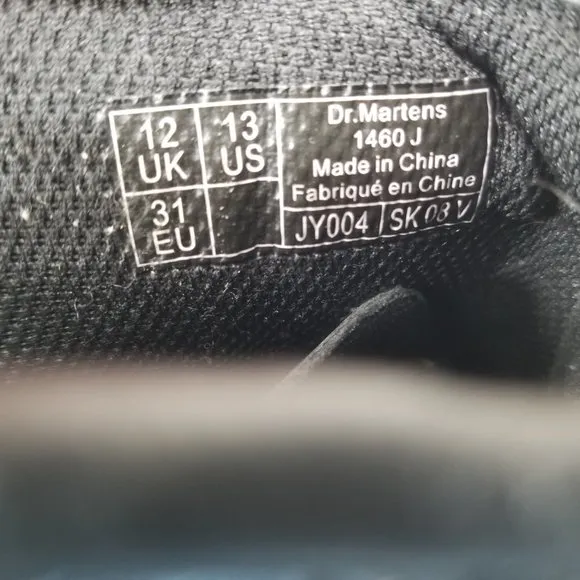 12
UK
13
US
31
EU
Dr.Martens
1460 J
Made in China
Fabriqué en Chine
JY004 SK 08 V